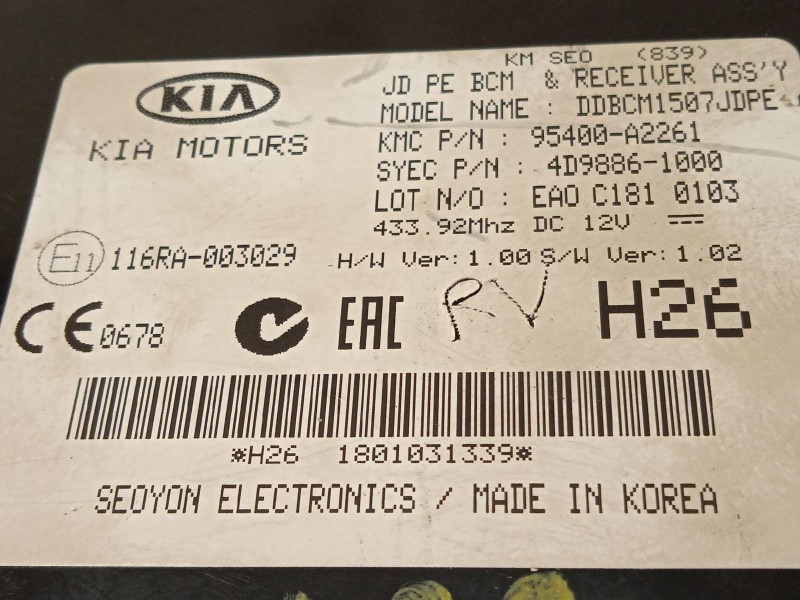 KM SEO (839)
KIA
JD PE BCM & RECEIVER ASS'Y
MODEL NAME : DDBCM1507JDPE
KIA MOTORS
KMC P/N : 95400-A2261
SYEC P/N : 4D9886-1000
LOT N/O : EAO C181 0103
433.92Mhz DC 12V
E11 116RA-003029
H/W Ver: 1.00 S/W Ver: 1.02
CE 0678
N
EAC
RV
H26
*H26 1801031339*
SEOYON ELECTRONICS / MADE IN KOREA